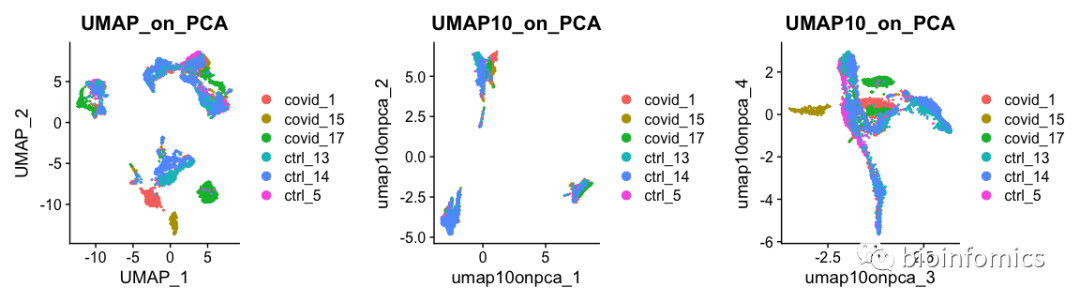 UMAP_on_PCA
UMAP_2
5
0
-5
-10
-10
-5
0
5
UMAP_1
covid_1
covid_15
covid_17
ctrl_13
ctrl_14
ctrl_5
UMAP10_on_PCA
umap10onpca_2
5.0
2.5
0.0
-2.5
-5.0
0
5
umap10onpca_1
covid_1
covid_15
covid_17
ctrl_13
ctrl_14
ctrl_5
UMAP10_on_PCA
umap10onpca_4
2
0
-2
-4
-6
-2.5
umap10onpca_3
covid_1
covid_15
covid_17
ctrl_13
ctrl_14
ctrl_5
bioinfomics